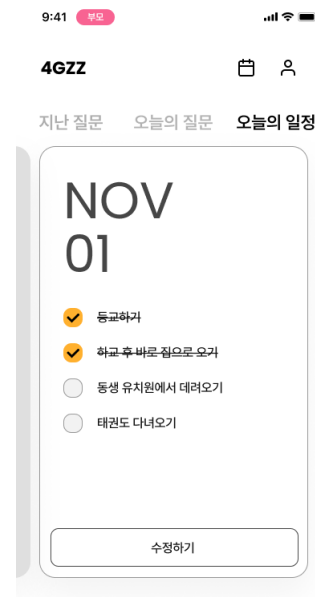 9:41 부모
4GZZ
지난 질문 오늘의 질문 오늘의 일정
NOV
01
등교하기
하교 후 바로 집으로 오기
동생 유치원에서 데려오기
태권도 다녀오기
수정하기